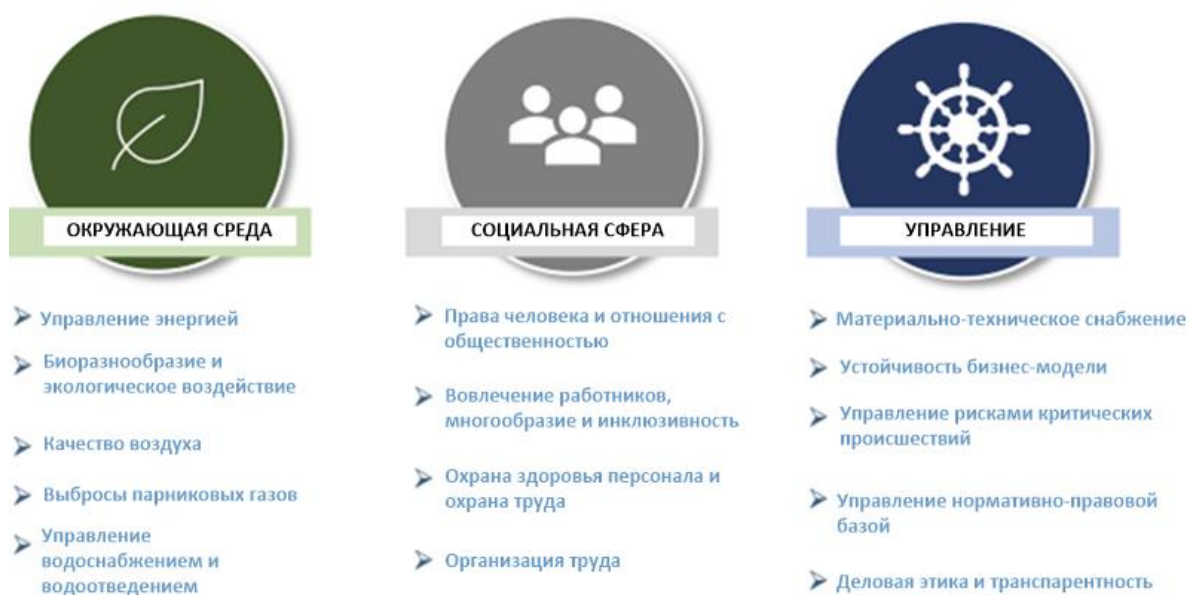 ОКРУЖАЮЩАЯ СРЕДА
Управление энергией
Биоразнообразие и
экологическое воздействие
Качество воздуха
Выбросы парниковых газов
Управление
водоснабжением и
водоотведением
СОЦИАЛЬНАЯ СФЕРА
Права человека и отношения с
общественностью
Вовлечение работников,
многообразие и инклюзивность
Охрана здоровья персонала и
охрана труда
Организация труда
УПРАВЛЕНИЕ
Материально-техническое снабжение
Устойчивость бизнес-модели
Управление рисками критических
происшествий
Управление нормативно-правовой
базой
Деловая этика и транспарентность